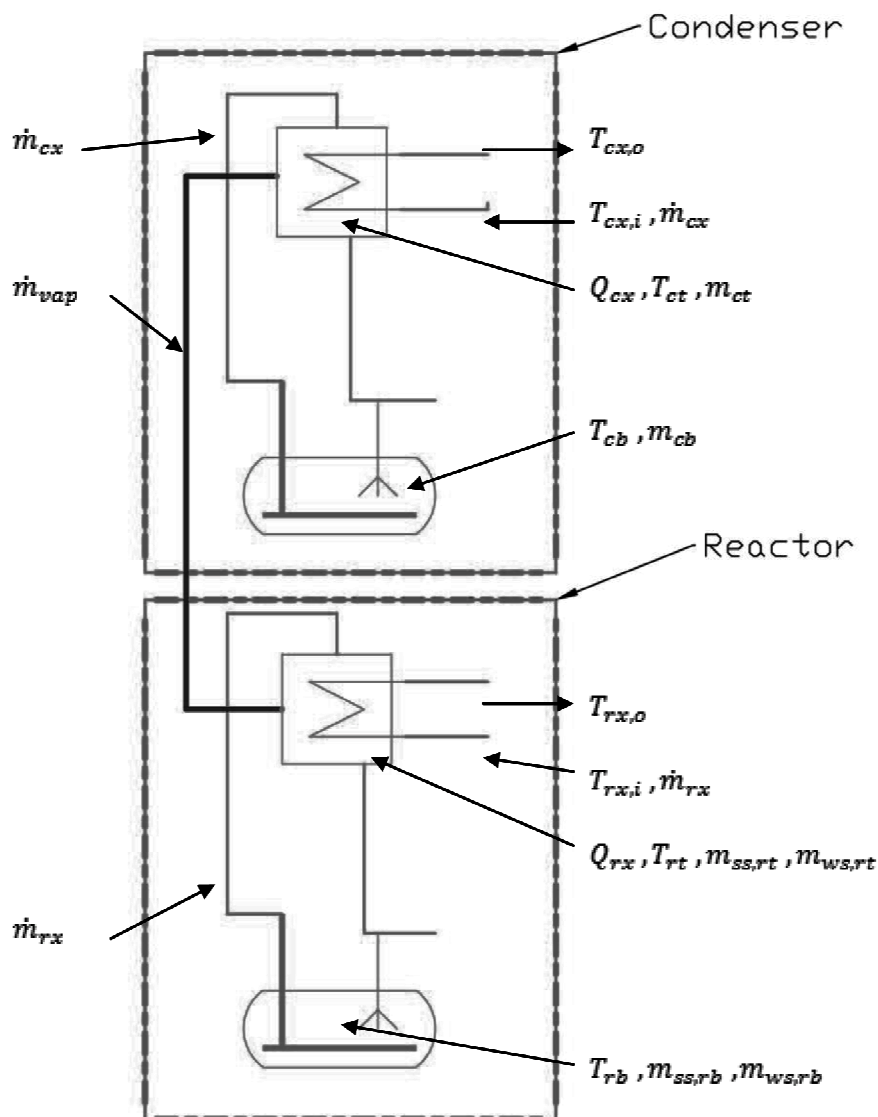 Condenser
ṁ_cx
T_cx,o
T_cx,i , ṁ_cx
ṁ_vap
Q_cx , T_ct , m_ct
T_cb , m_cb
Reactor
T_rx,o
T_rx,i , ṁ_rx
Q_rx , T_rt , m_ss,rt , m_ws,rt
ṁ_rx
T_rb , m_ss,rb , m_ws,rb